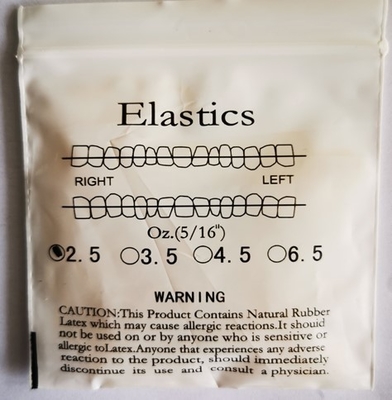 Elastics
RIGHT LEFT
Oz.(5/16")
2.5 3.5 4.5 6.5
WARNING
CAUTION:This Product Contains Natural Rubber
Latex which may cause allergic reactions.It shouid
not be used on or by anyone who is sensitive or
allergic toLatex.Anyone that experiences any adverse
reaction to the product, should immediately
discontinue its use and consult a physician.